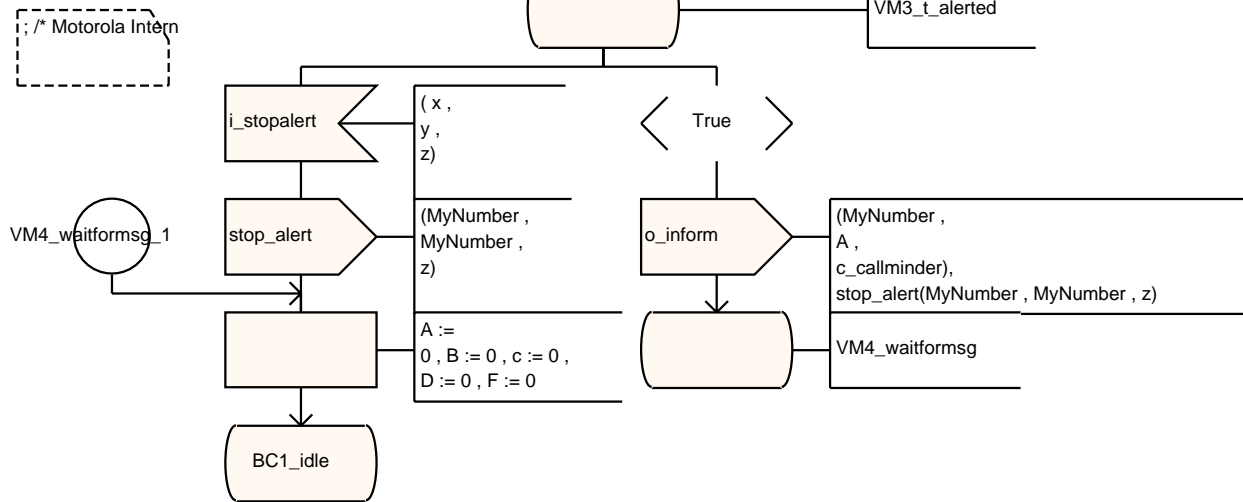 ; /* Motorola Intern
VM3_t_alerted
i_stopalert
( x ,
y ,
z)
True
VM4_waitformsg_1
stop_alert
(MyNumber ,
MyNumber ,
z)
o_inform
(MyNumber ,
A ,
c_callminder),
stop_alert(MyNumber , MyNumber , z)
A :=
0 , B := 0 , c := 0 ,
D := 0 , F := 0
VM4_waitformsg
BC1_idle